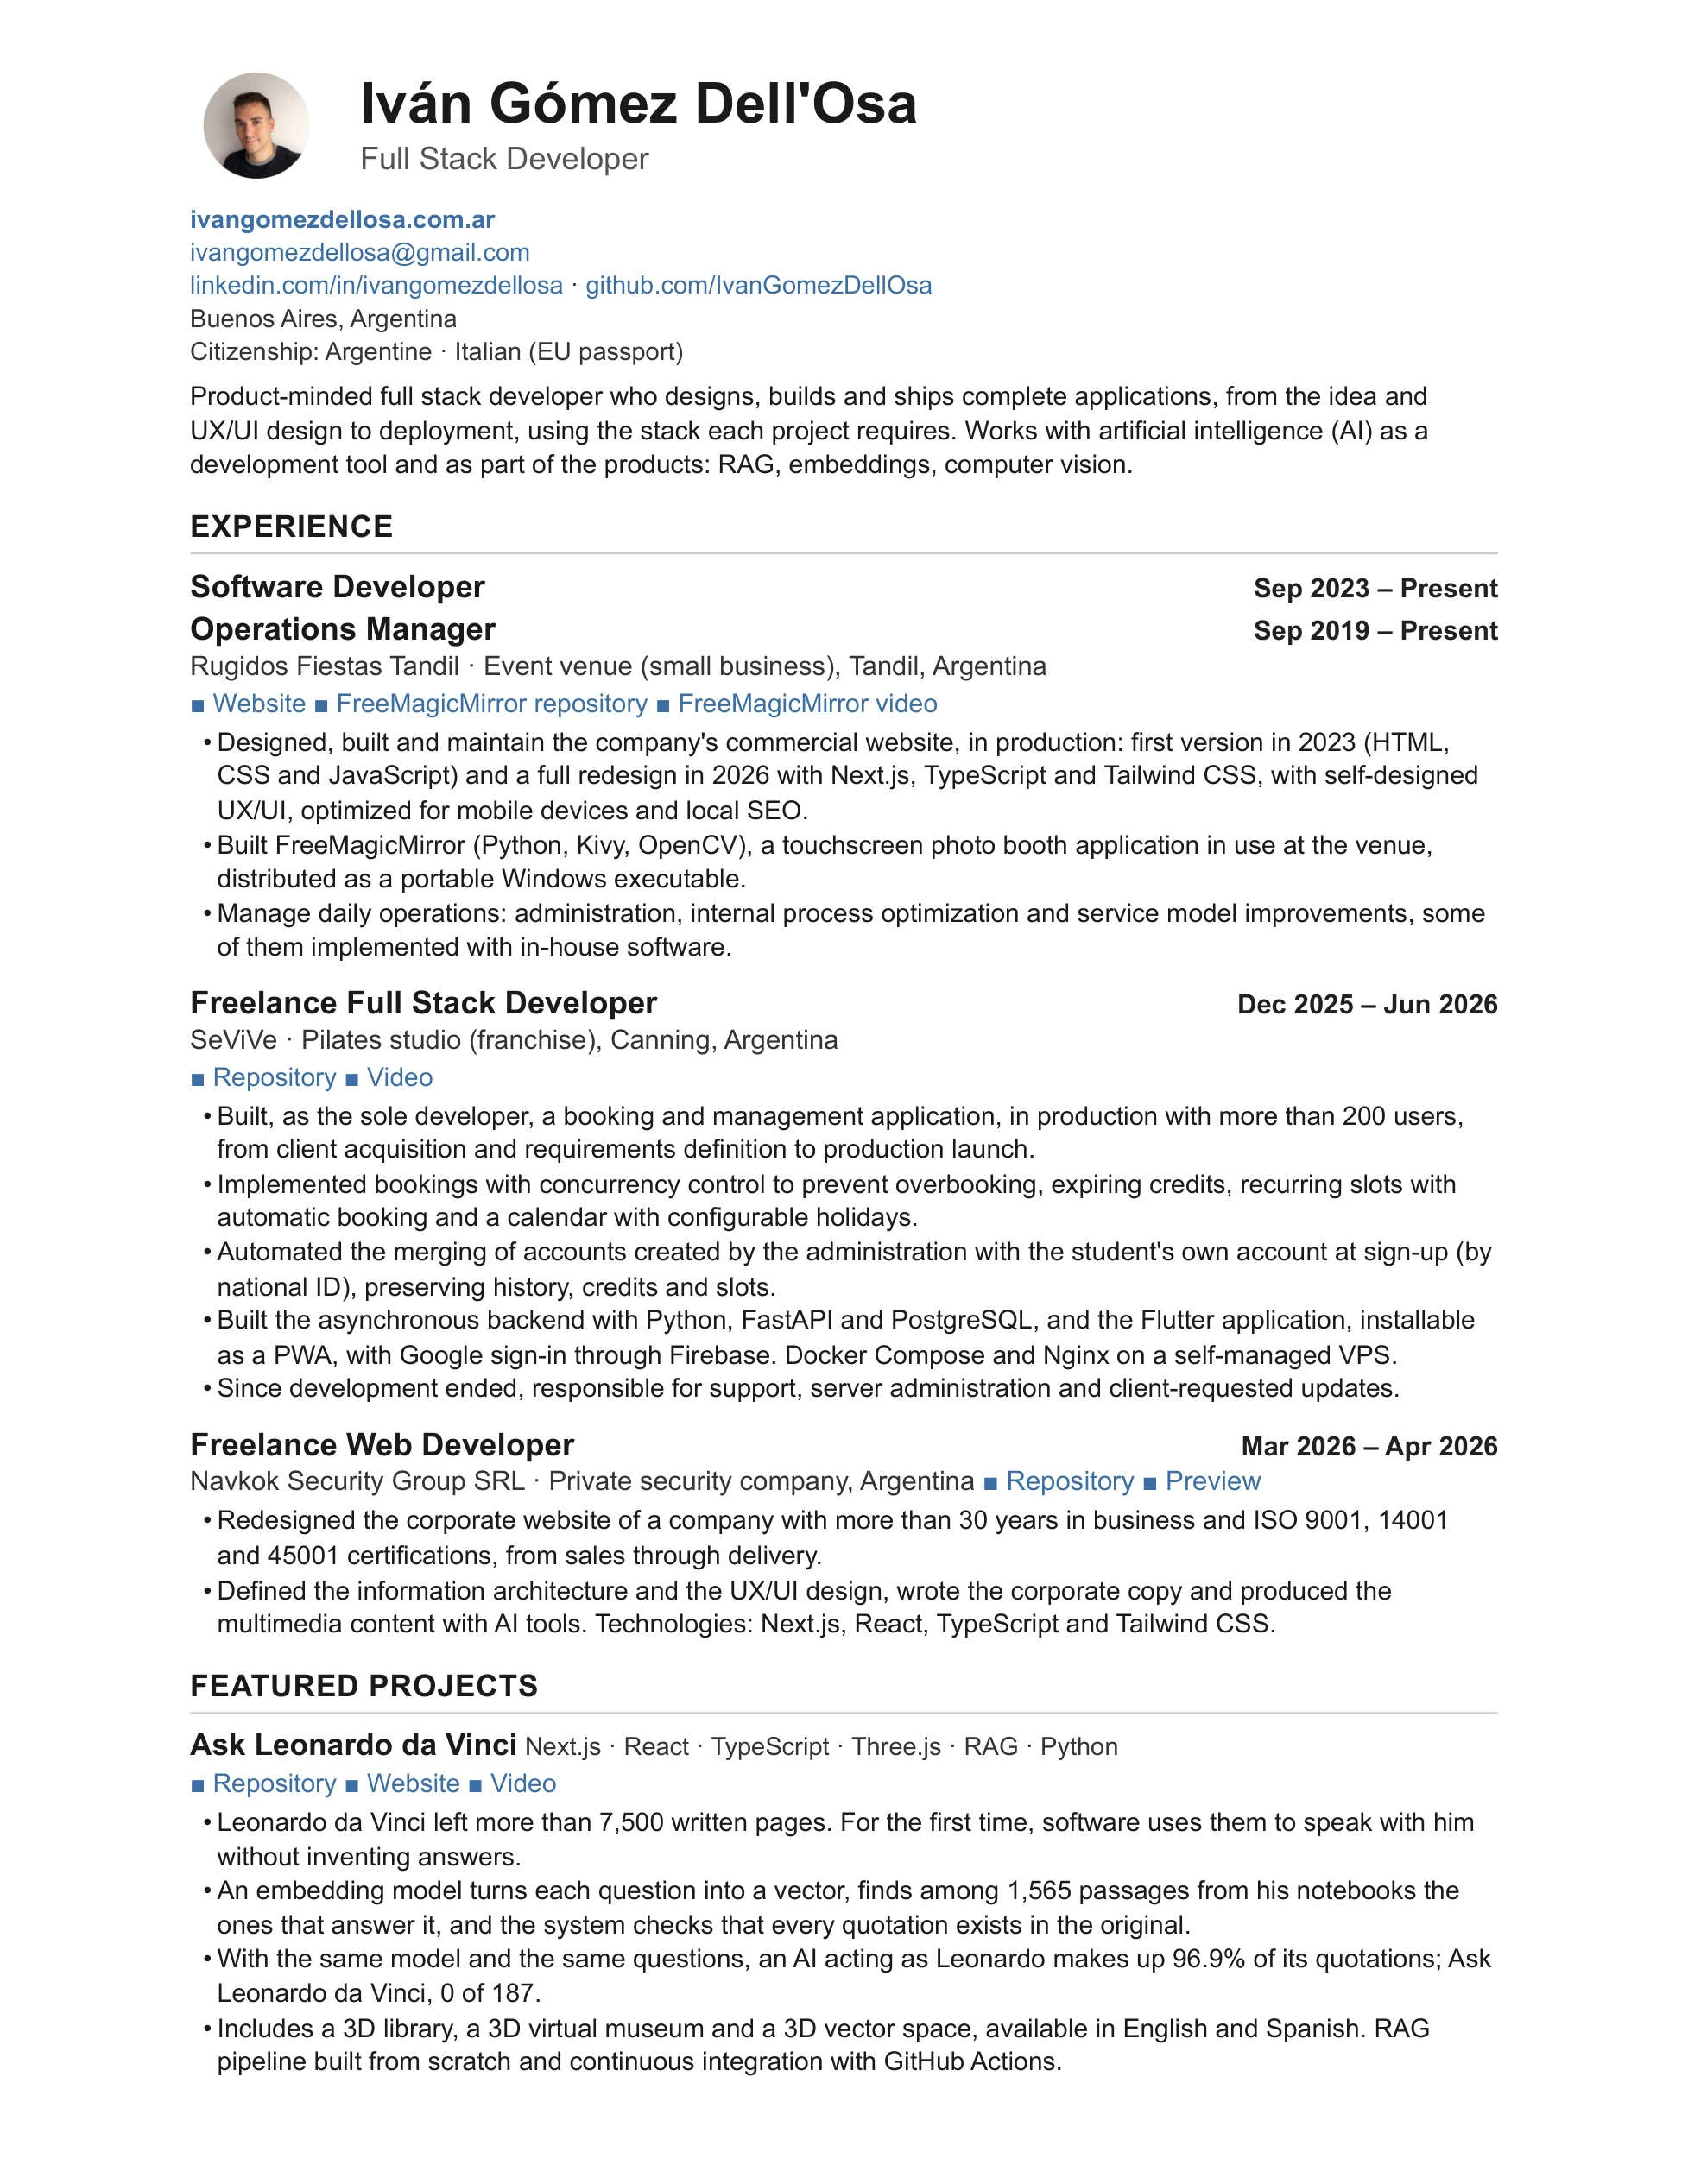 Iván Gómez Dell'Osa
Full Stack Developer
ivangomezdellosa.com.ar
ivangomezdellosa@gmail.com
linkedin.com/in/ivangomezdellosa · github.com/IvanGomezDellOsa
Buenos Aires, Argentina
Citizenship: Argentine · Italian (EU passport)
Product-minded full stack developer who designs, builds and ships complete applications, from the idea and
UX/UI design to deployment, using the stack each project requires. Works with artificial intelligence (AI) as a
development tool and as part of the products: RAG, embeddings, computer vision.
EXPERIENCE
Software Developer Sep 2023 – Present
Operations Manager Sep 2019 – Present
Rugidos Fiestas Tandil · Event venue (small business), Tandil, Argentina
■ Website ■ FreeMagicMirror repository ■ FreeMagicMirror video
• Designed, built and maintain the company's commercial website, in production: first version in 2023 (HTML,
CSS and JavaScript) and a full redesign in 2026 with Next.js, TypeScript and Tailwind CSS, with self-designed
UX/UI, optimized for mobile devices and local SEO.
• Built FreeMagicMirror (Python, Kivy, OpenCV), a touchscreen photo booth application in use at the venue,
distributed as a portable Windows executable.
• Manage daily operations: administration, internal process optimization and service model improvements, some
of them implemented with in-house software.
Freelance Full Stack Developer Dec 2025 – Jun 2026
SeViVe · Pilates studio (franchise), Canning, Argentina
■ Repository ■ Video
• Built, as the sole developer, a booking and management application, in production with more than 200 users,
from client acquisition and requirements definition to production launch.
• Implemented bookings with concurrency control to prevent overbooking, expiring credits, recurring slots with
automatic booking and a calendar with configurable holidays.
• Automated the merging of accounts created by the administration with the student's own account at sign-up (by
national ID), preserving history, credits and slots.
• Built the asynchronous backend with Python, FastAPI and PostgreSQL, and the Flutter application, installable
as a PWA, with Google sign-in through Firebase. Docker Compose and Nginx on a self-managed VPS.
• Since development ended, responsible for support, server administration and client-requested updates.
Freelance Web Developer Mar 2026 – Apr 2026
Navkok Security Group SRL · Private security company, Argentina ■ Repository ■ Preview
• Redesigned the corporate website of a company with more than 30 years in business and ISO 9001, 14001
and 45001 certifications, from sales through delivery.
• Defined the information architecture and the UX/UI design, wrote the corporate copy and produced the
multimedia content with AI tools. Technologies: Next.js, React, TypeScript and Tailwind CSS.
FEATURED PROJECTS
Ask Leonardo da Vinci Next.js · React · TypeScript · Three.js · RAG · Python
■ Repository ■ Website ■ Video
• Leonardo da Vinci left more than 7,500 written pages. For the first time, software uses them to speak with him
without inventing answers.
• An embedding model turns each question into a vector, finds among 1,565 passages from his notebooks the
ones that answer it, and the system checks that every quotation exists in the original.
• With the same model and the same questions, an AI acting as Leonardo makes up 96.9% of its quotations; Ask
Leonardo da Vinci, 0 of 187.
• Includes a 3D library, a 3D virtual museum and a 3D vector space, available in English and Spanish. RAG
pipeline built from scratch and continuous integration with GitHub Actions.